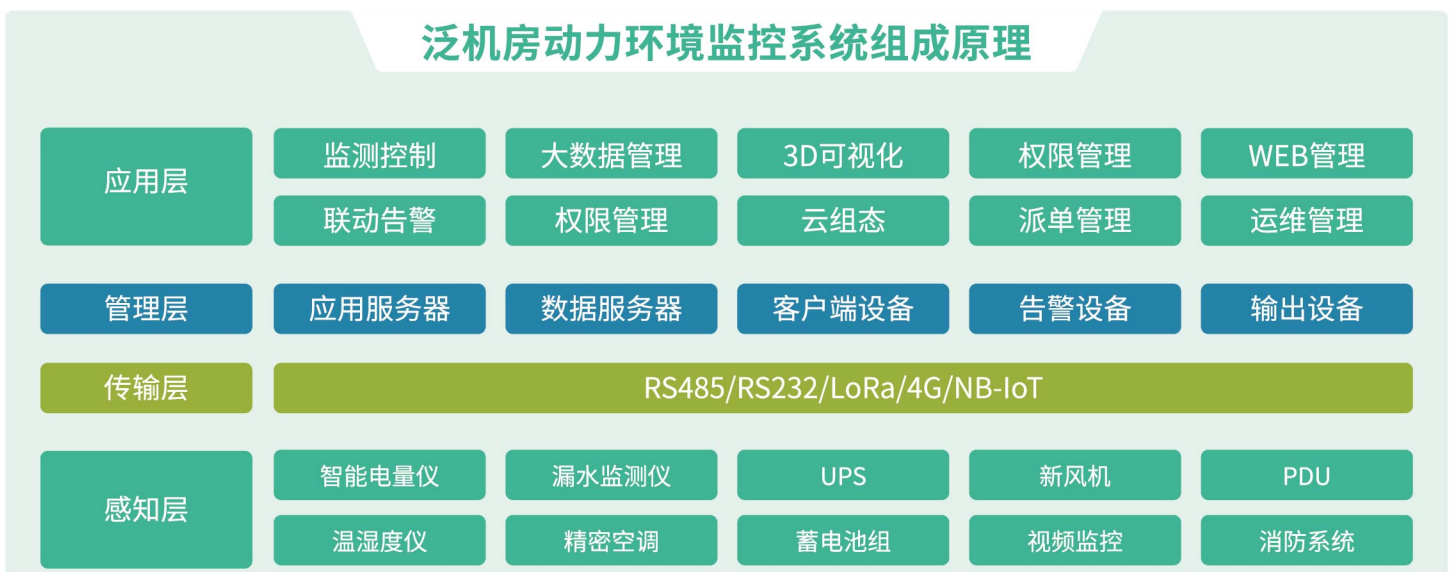 泛机房动力环境监控系统组成原理
应用层
监测控制 大数据管理 3D可视化 权限管理 WEB管理
联动告警 权限管理 云组态 派单管理 运维管理
管理层 应用服务器 数据服务器 客户端设备 告警设备 输出设备
传输层 RS485/RS232/LoRa/4G/NB-IoT
感知层
智能电量仪 漏水监测仪 UPS 新风机 PDU
温湿度仪 精密空调 蓄电池组 视频监控 消防系统